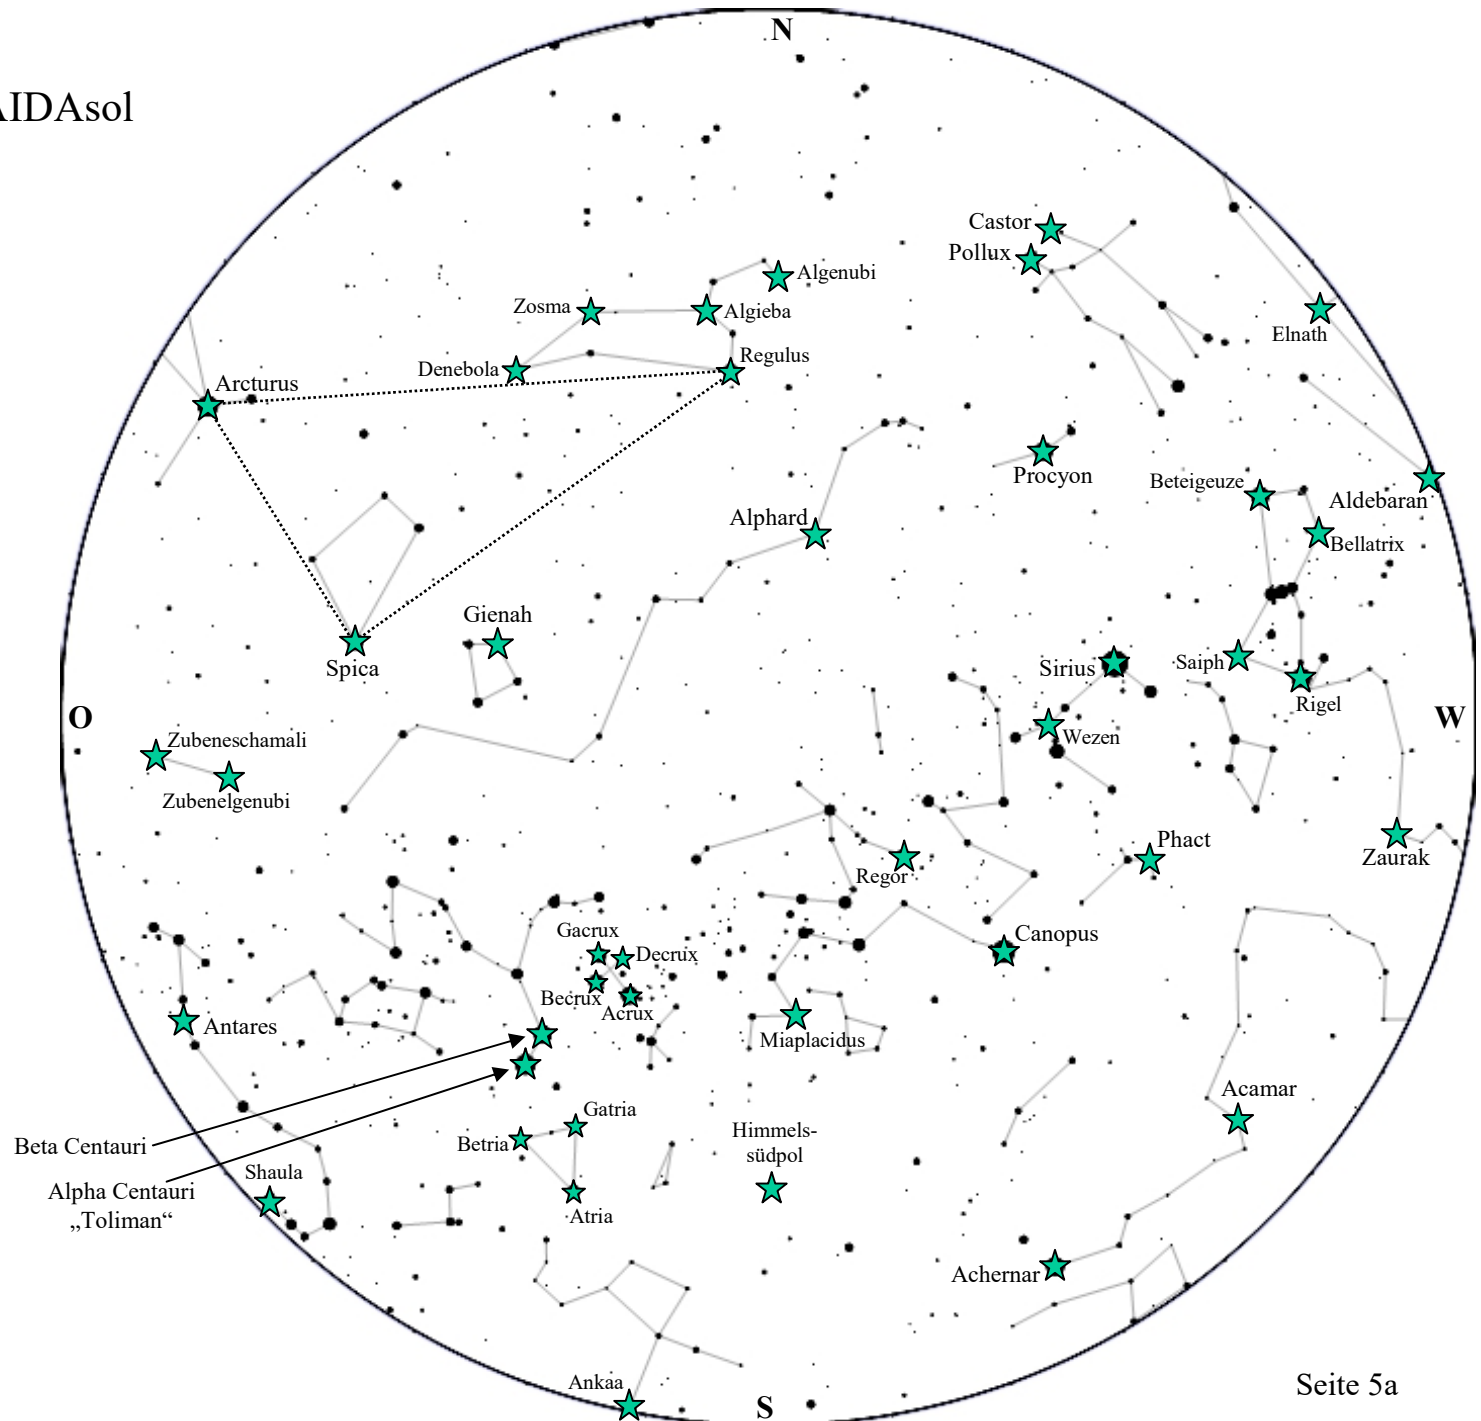 N
AIDAsol
Castor
Pollux
Algenubi
Zosma
Algieba
Elnath
Regulus
Denebola
Arcturus
Procyon
Beteigeuze
Aldebaran
Alphard
Bellatrix
Gienah
Spica
Sirius
Saiph
Rigel
O
W
Zubeneschamali
Wezen
Zubenelgenubi
Phact
Zaurak
Regor
Gacrux
Canopus
Decrux
Becrux
Acrux
Antares
Miaplacidus
Acamar
Gatria
Beta Centauri
Betria
Himmels-
südpol
Shaula
Alpha Centauri
„Toliman“
Atria
Achernar
Ankaa
Seite 5a
S